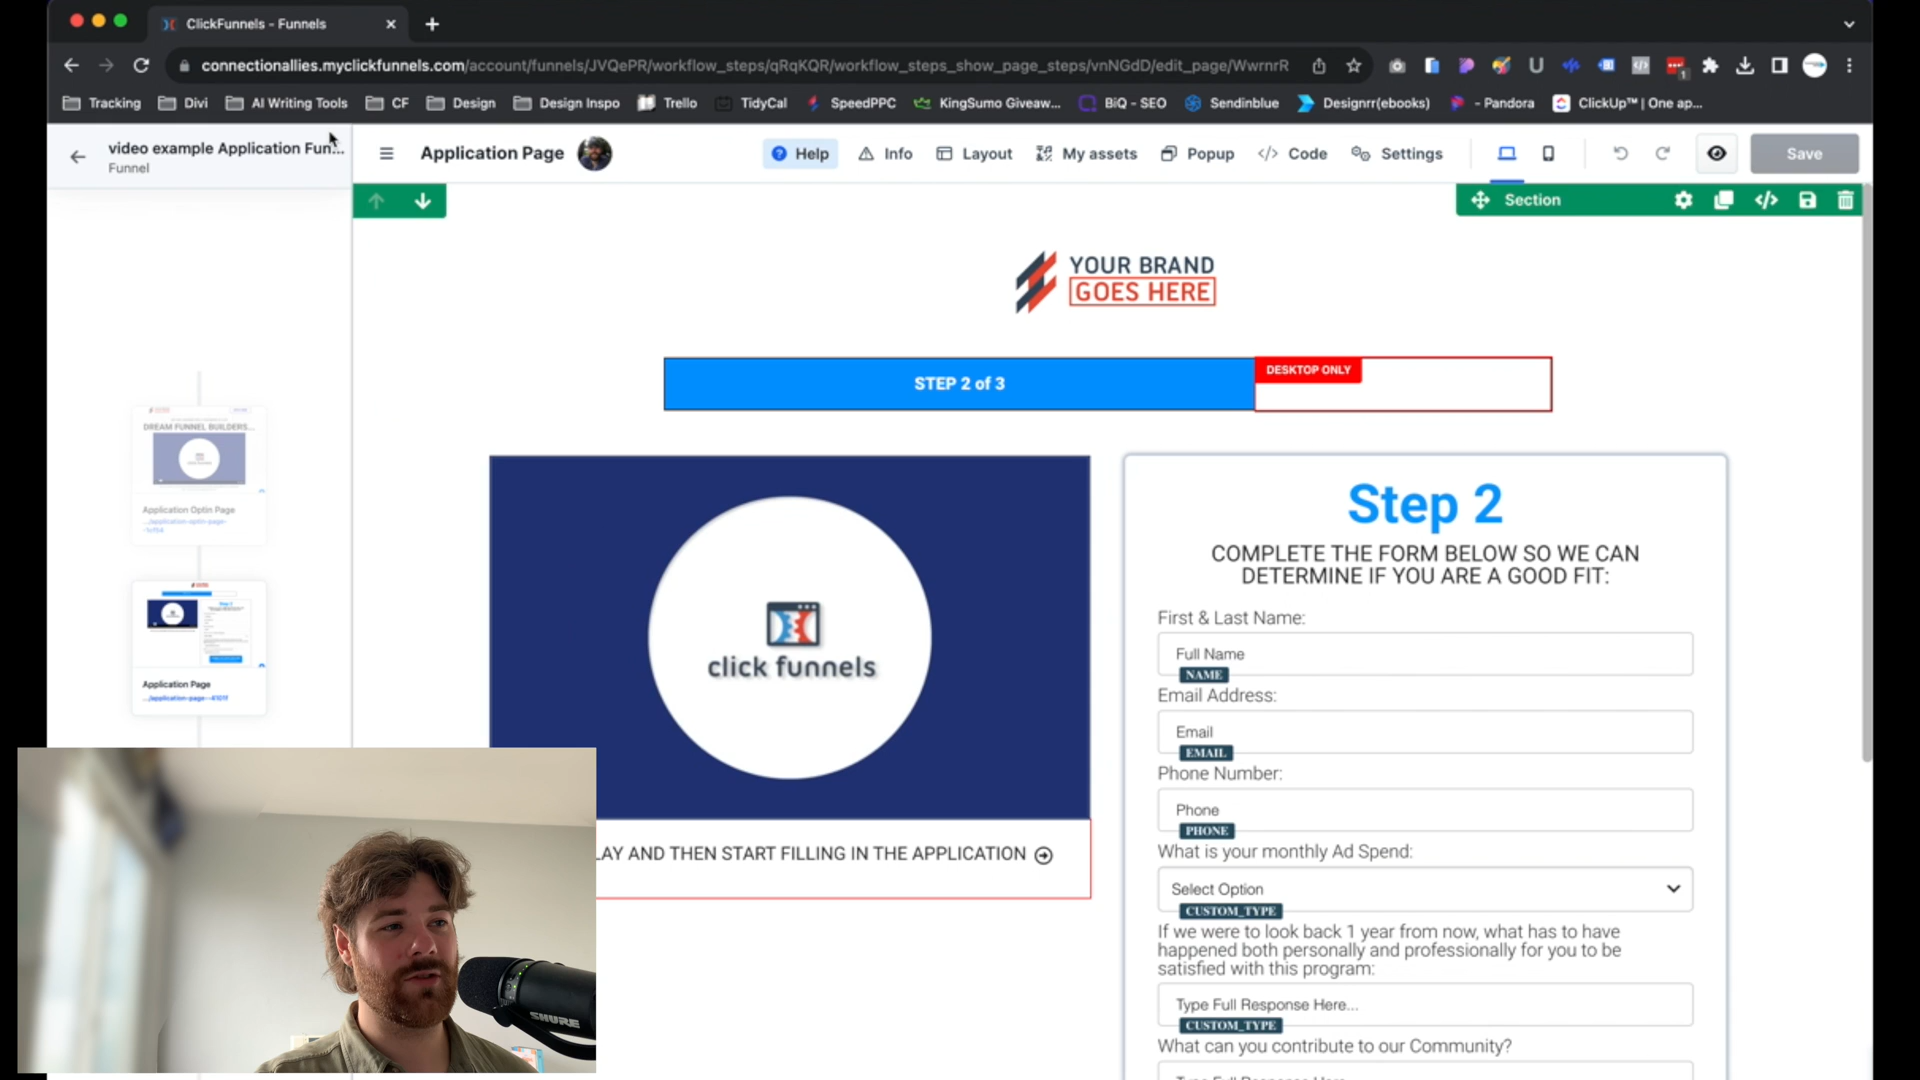 ClickFunnels - Funnels
connectionallies.myclickfunnels.com/account/funnels/JVQePR/workflow_steps/qRqKQR/workflow_steps_show_page_steps/vnNGdD/edit_page/WwrnrR
Tracking Divi AI Writing Tools CF Design Design Inspo Trello TidyCal SpeedPPC KingSumo Giveaw... BiQ - SEO Sendinblue Designrr(ebooks) - Pandora ClickUp™ | One ap...
video example Application Fun...
Funnel
Application Page
Help Info Layout My assets Popup Code Settings Save
Section
YOUR BRAND
GOES HERE
STEP 2 of 3
DESKTOP ONLY
DREAM FUNNEL BUILDERS...
Application Optin Page
Application Page
click funnels
LAY AND THEN START FILLING IN THE APPLICATION
Step 2
COMPLETE THE FORM BELOW SO WE CAN
DETERMINE IF YOU ARE A GOOD FIT:
First & Last Name:
Full Name
NAME
Email Address:
Email
EMAIL
Phone Number:
Phone
PHONE
What is your monthly Ad Spend:
Select Option
CUSTOM_TYPE
If we were to look back 1 year from now, what has to have
happened both personally and professionally for you to be
satisfied with this program:
Type Full Response Here...
CUSTOM_TYPE
What can you contribute to our Community?
SHURE